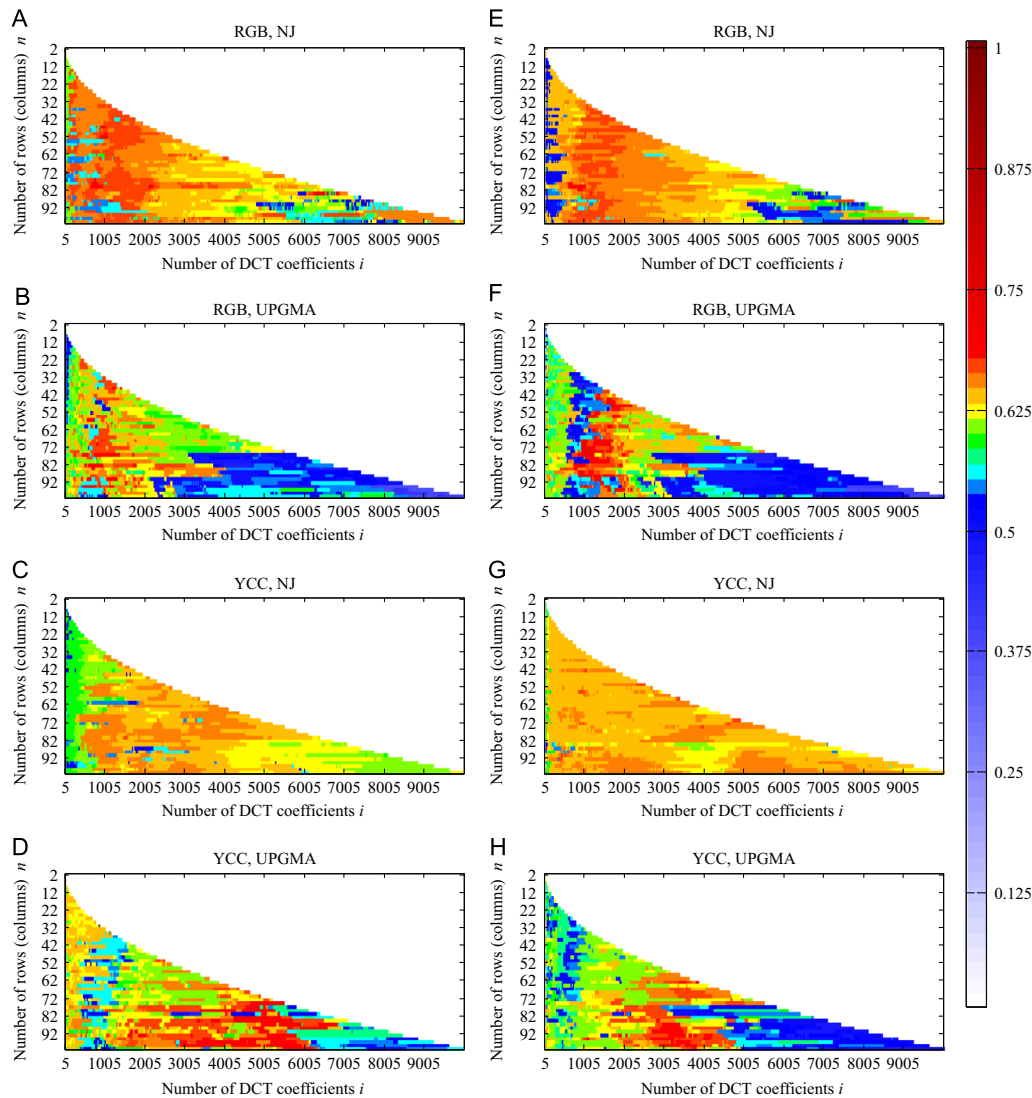 A
RGB, NJ
Number of rows (columns) n
2
12
22
32
42
52
62
72
82
92
5 1005 2005 3005 4005 5005 6005 7005 8005 9005
Number of DCT coefficients i
E
RGB, NJ
Number of rows (columns) n
2
12
22
32
42
52
62
72
82
92
5 1005 2005 3005 4005 5005 6005 7005 8005 9005
Number of DCT coefficients i
B
RGB, UPGMA
Number of rows (columns) n
2
12
22
32
42
52
62
72
82
92
5 1005 2005 3005 4005 5005 6005 7005 8005 9005
Number of DCT coefficients i
F
RGB, UPGMA
Number of rows (columns) n
2
12
22
32
42
52
62
72
82
92
5 1005 2005 3005 4005 5005 6005 7005 8005 9005
Number of DCT coefficients i
C
YCC, NJ
Number of rows (columns) n
2
12
22
32
42
52
62
72
82
92
5 1005 2005 3005 4005 5005 6005 7005 8005 9005
Number of DCT coefficients i
G
YCC, NJ
Number of rows (columns) n
2
12
22
32
42
52
62
72
82
92
5 1005 2005 3005 4005 5005 6005 7005 8005 9005
Number of DCT coefficients i
D
YCC, UPGMA
Number of rows (columns) n
2
12
22
32
42
52
62
72
82
92
5 1005 2005 3005 4005 5005 6005 7005 8005 9005
Number of DCT coefficients i
H
YCC, UPGMA
Number of rows (columns) n
2
12
22
32
42
52
62
72
82
92
5 1005 2005 3005 4005 5005 6005 7005 8005 9005
Number of DCT coefficients i
1
0.875
0.75
0.625
0.5
0.375
0.25
0.125